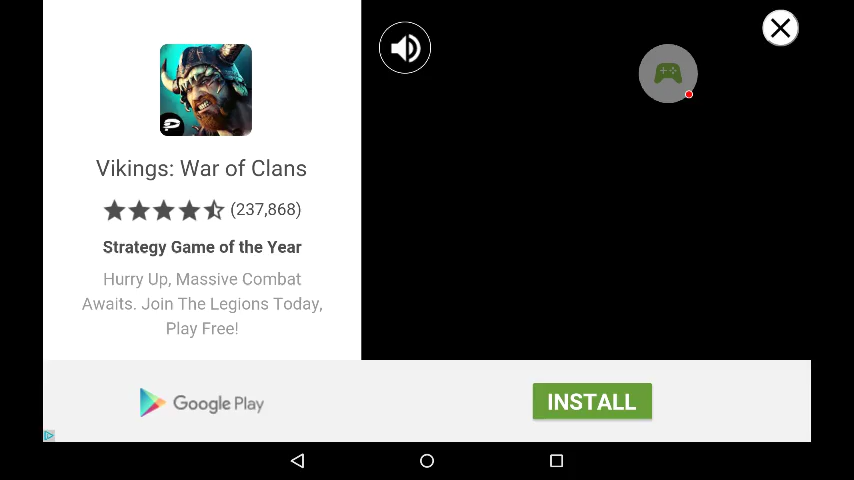 Vikings: War of Clans
(237,868)
Strategy Game of the Year
Hurry Up, Massive Combat
Awaits. Join The Legions Today,
Play Free!
Google Play
INSTALL